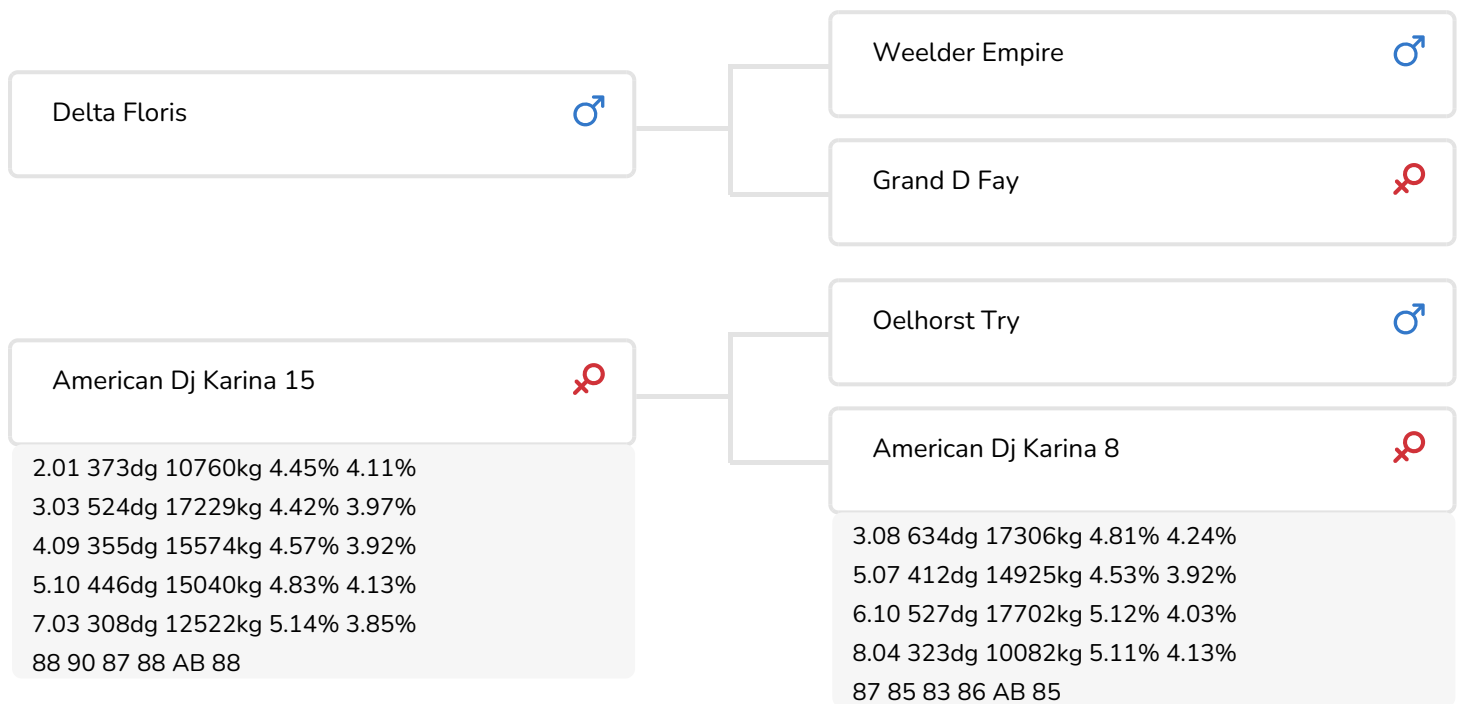 Delta Floris
Weelder Empire
Grand D Fay
American Dj Karina 15
2.01 373dg 10760kg 4.45% 4.11%
3.03 524dg 17229kg 4.42% 3.97%
4.09 355dg 15574kg 4.57% 3.92%
5.10 446dg 15040kg 4.83% 4.13%
7.03 308dg 12522kg 5.14% 3.85%
88 90 87 88 AB 88
Oelhorst Try
American Dj Karina 8
3.08 634dg 17306kg 4.81% 4.24%
5.07 412dg 14925kg 4.53% 3.92%
6.10 527dg 17702kg 5.12% 4.03%
8.04 323dg 10082kg 5.11% 4.13%
87 85 83 86 AB 85